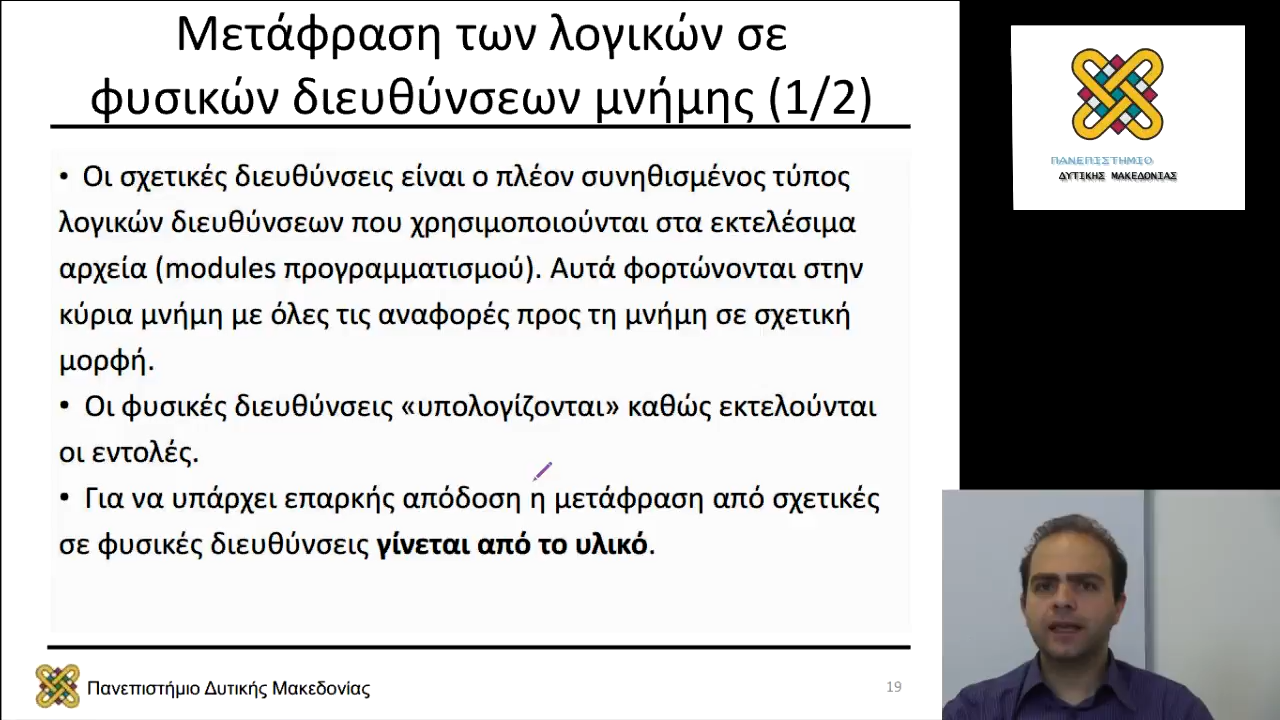 Μετάφραση των λογικών σε
φυσικών διευθύνσεων μνήμης (1/2)
• Οι σχετικές διευθύνσεις είναι ο πλέον συνηθισμένος τύπος
λογικών διευθύνσεων που χρησιμοποιούνται στα εκτελέσιμα
αρχεία (modules προγραμματισμού). Αυτά φορτώνονται στην
κύρια μνήμη με όλες τις αναφορές προς τη μνήμη σε σχετική
μορφή.
• Οι φυσικές διευθύνσεις «υπολογίζονται» καθώς εκτελούνται
οι εντολές.
• Για να υπάρχει επαρκής απόδοση η μετάφραση από σχετικές
σε φυσικές διευθύνσεις γίνεται από το υλικό.
Πανεπιστήμιο Δυτικής Μακεδονίας
19
ΠΑΝΕΠΙΣΤΗΜΙΟ
ΔΥΤΙΚΗΣ ΜΑΚΕΔΟΝΙΑΣ